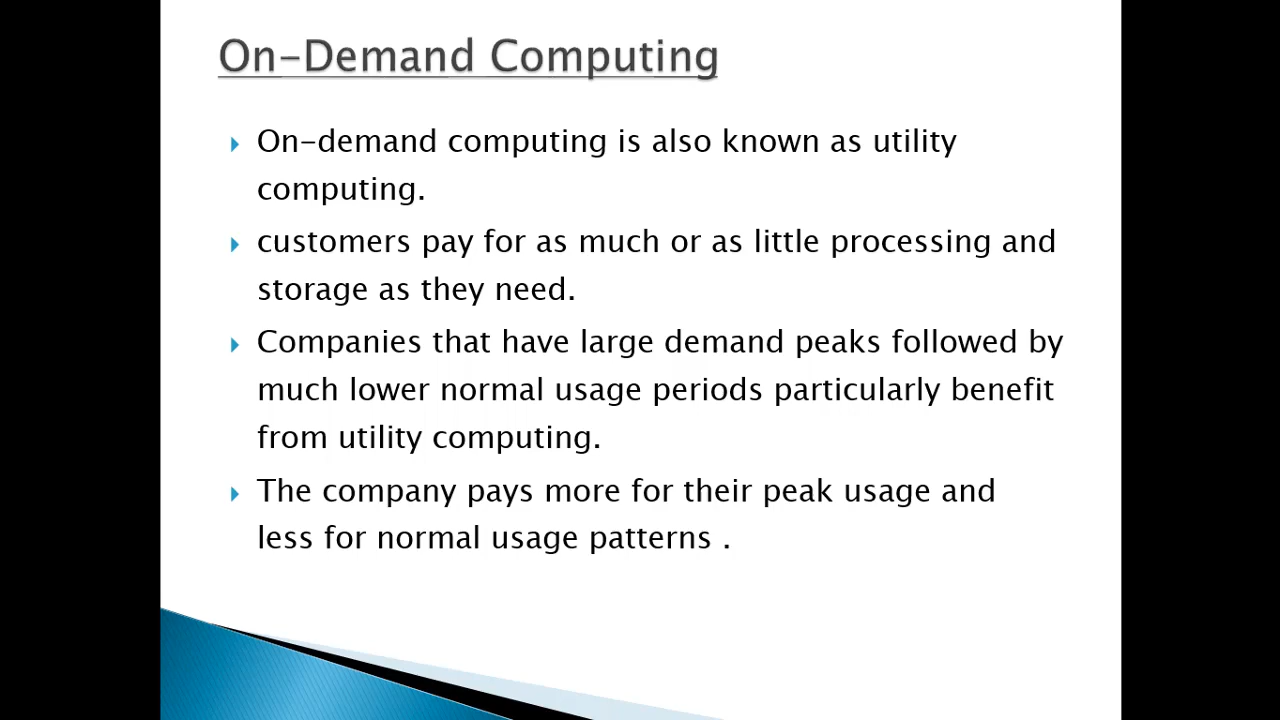 On-Demand Computing
On-demand computing is also known as utility
computing.
customers pay for as much or as little processing and
storage as they need.
Companies that have large demand peaks followed by
much lower normal usage periods particularly benefit
from utility computing.
The company pays more for their peak usage and
less for normal usage patterns .